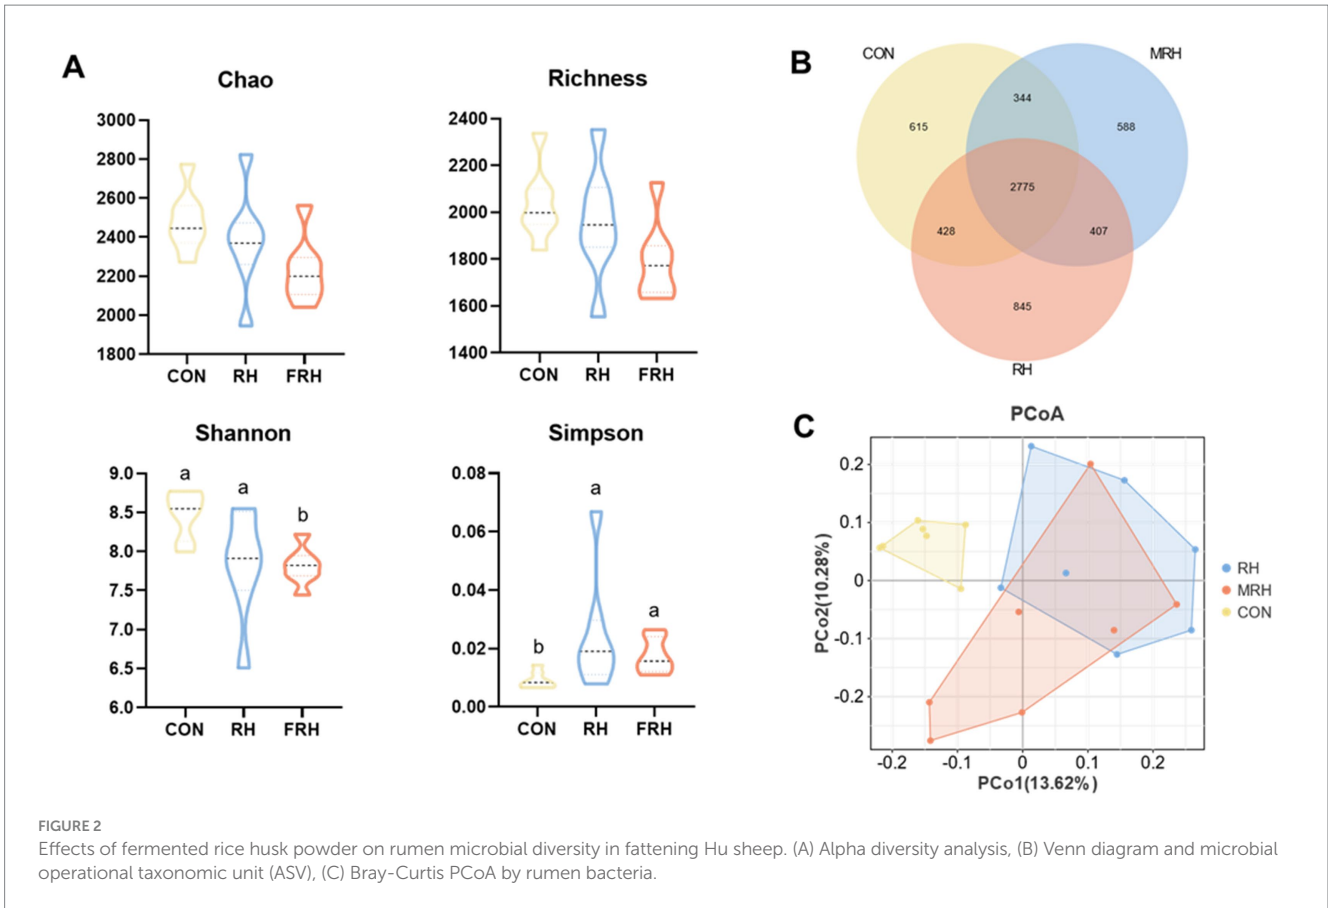 A
Chao
3000
2800
2600
2400
2200
2000
1800
CON RH FRH
Richness
2400
2200
2000
1800
1600
1400
CON RH FRH
Shannon
9.0
8.5
8.0
7.5
7.0
6.5
6.0
a
a
b
CON RH FRH
Simpson
0.08
0.06
0.04
0.02
0.00
b
a
a
CON RH FRH
B
CON
MRH
344
615
588
2775
428
407
845
RH
C
PCoA
PCo2(10.28%)
0.2
0.1
0
-0.1
-0.2
-0.2 -0.1 0 0.1 0.2
PCo1(13.62%)
RH
MRH
CON
FIGURE 2
Effects of fermented rice husk powder on rumen microbial diversity in fattening Hu sheep. (A) Alpha diversity analysis, (B) Venn diagram and microbial
operational taxonomic unit (ASV), (C) Bray-Curtis PCoA by rumen bacteria.